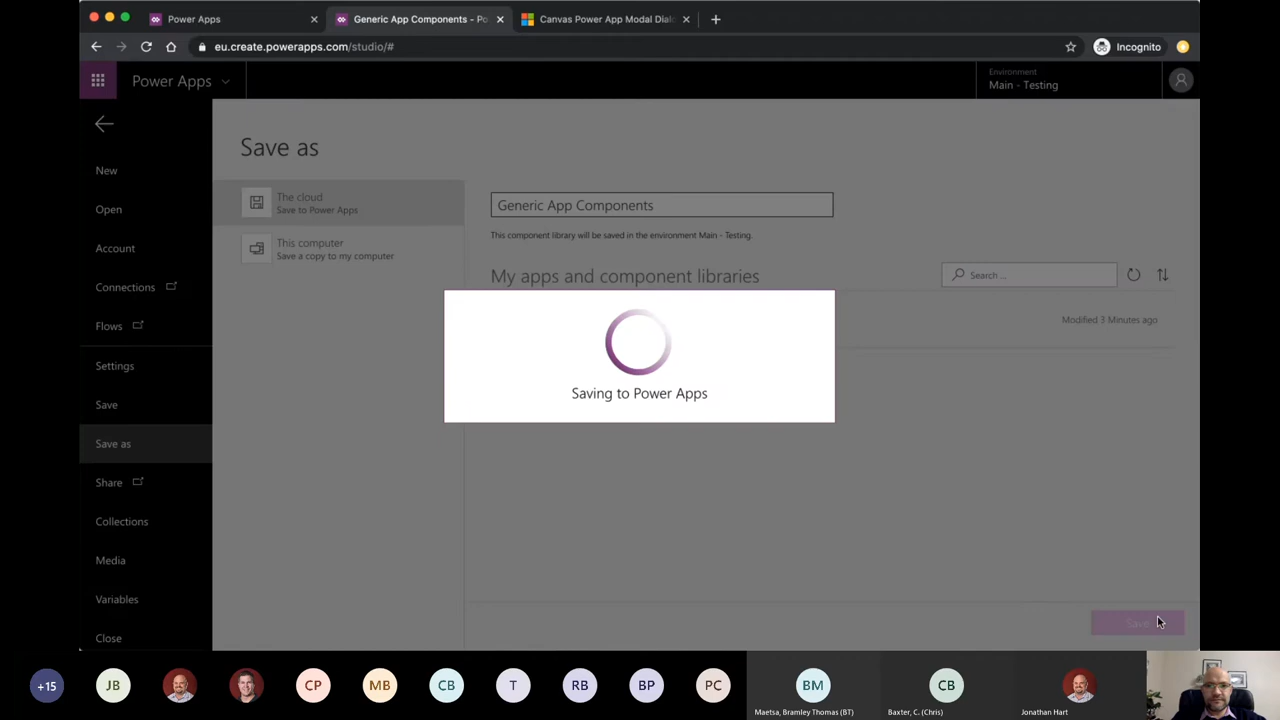 Power Apps
Generic App Components - Po
Canvas Power App Modal Dialo
eu.create.powerapps.com/studio/#
Incognito
Power Apps
Environment
Main - Testing
New
Open
Account
Connections
Flows
Settings
Save
Save as
Share
Collections
Media
Variables
Close
Save as
The cloud
Save to Power Apps
This computer
Save a copy to my computer
Generic App Components
This component library will be saved in the environment Main - Testing.
My apps and component libraries
Search ...
Modified 3 Minutes ago
Saving to Power Apps
Save
+15
JB
CP
MB
CB
T
RB
BP
PC
BM
Maetsa, Bramley Thomas (BT)
CB
Baxter, C. (Chris)
Jonathan Hart